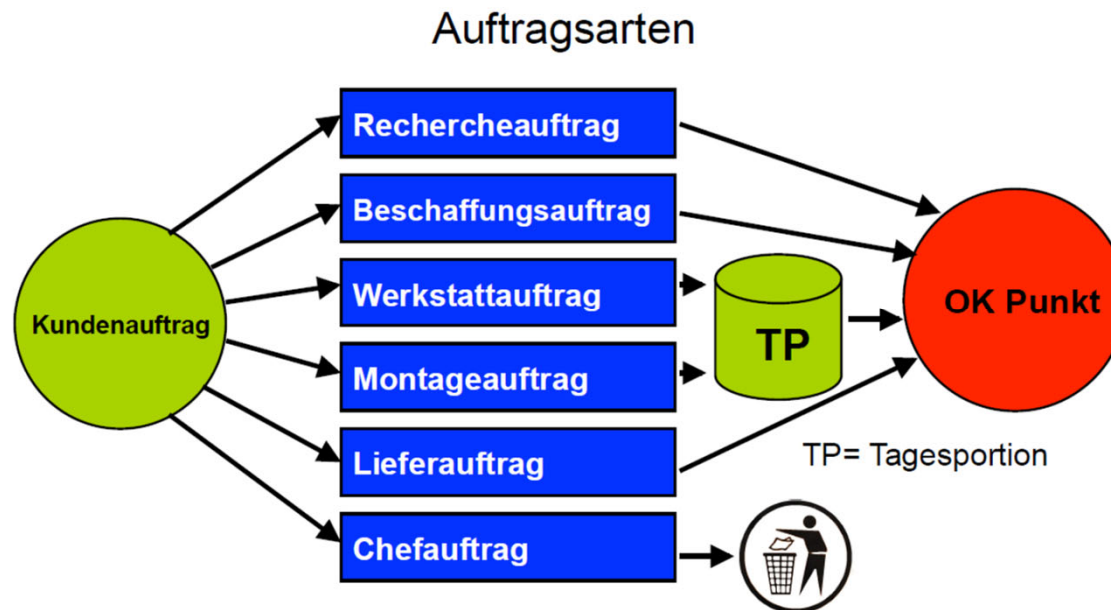 Auftragsarten
Rechercheauftrag
Beschaffungsauftrag
Werkstattauftrag
Kundenauftrag
OK Punkt
TP
Montageauftrag
Lieferauftrag
TP= Tagesportion
Chefauftrag